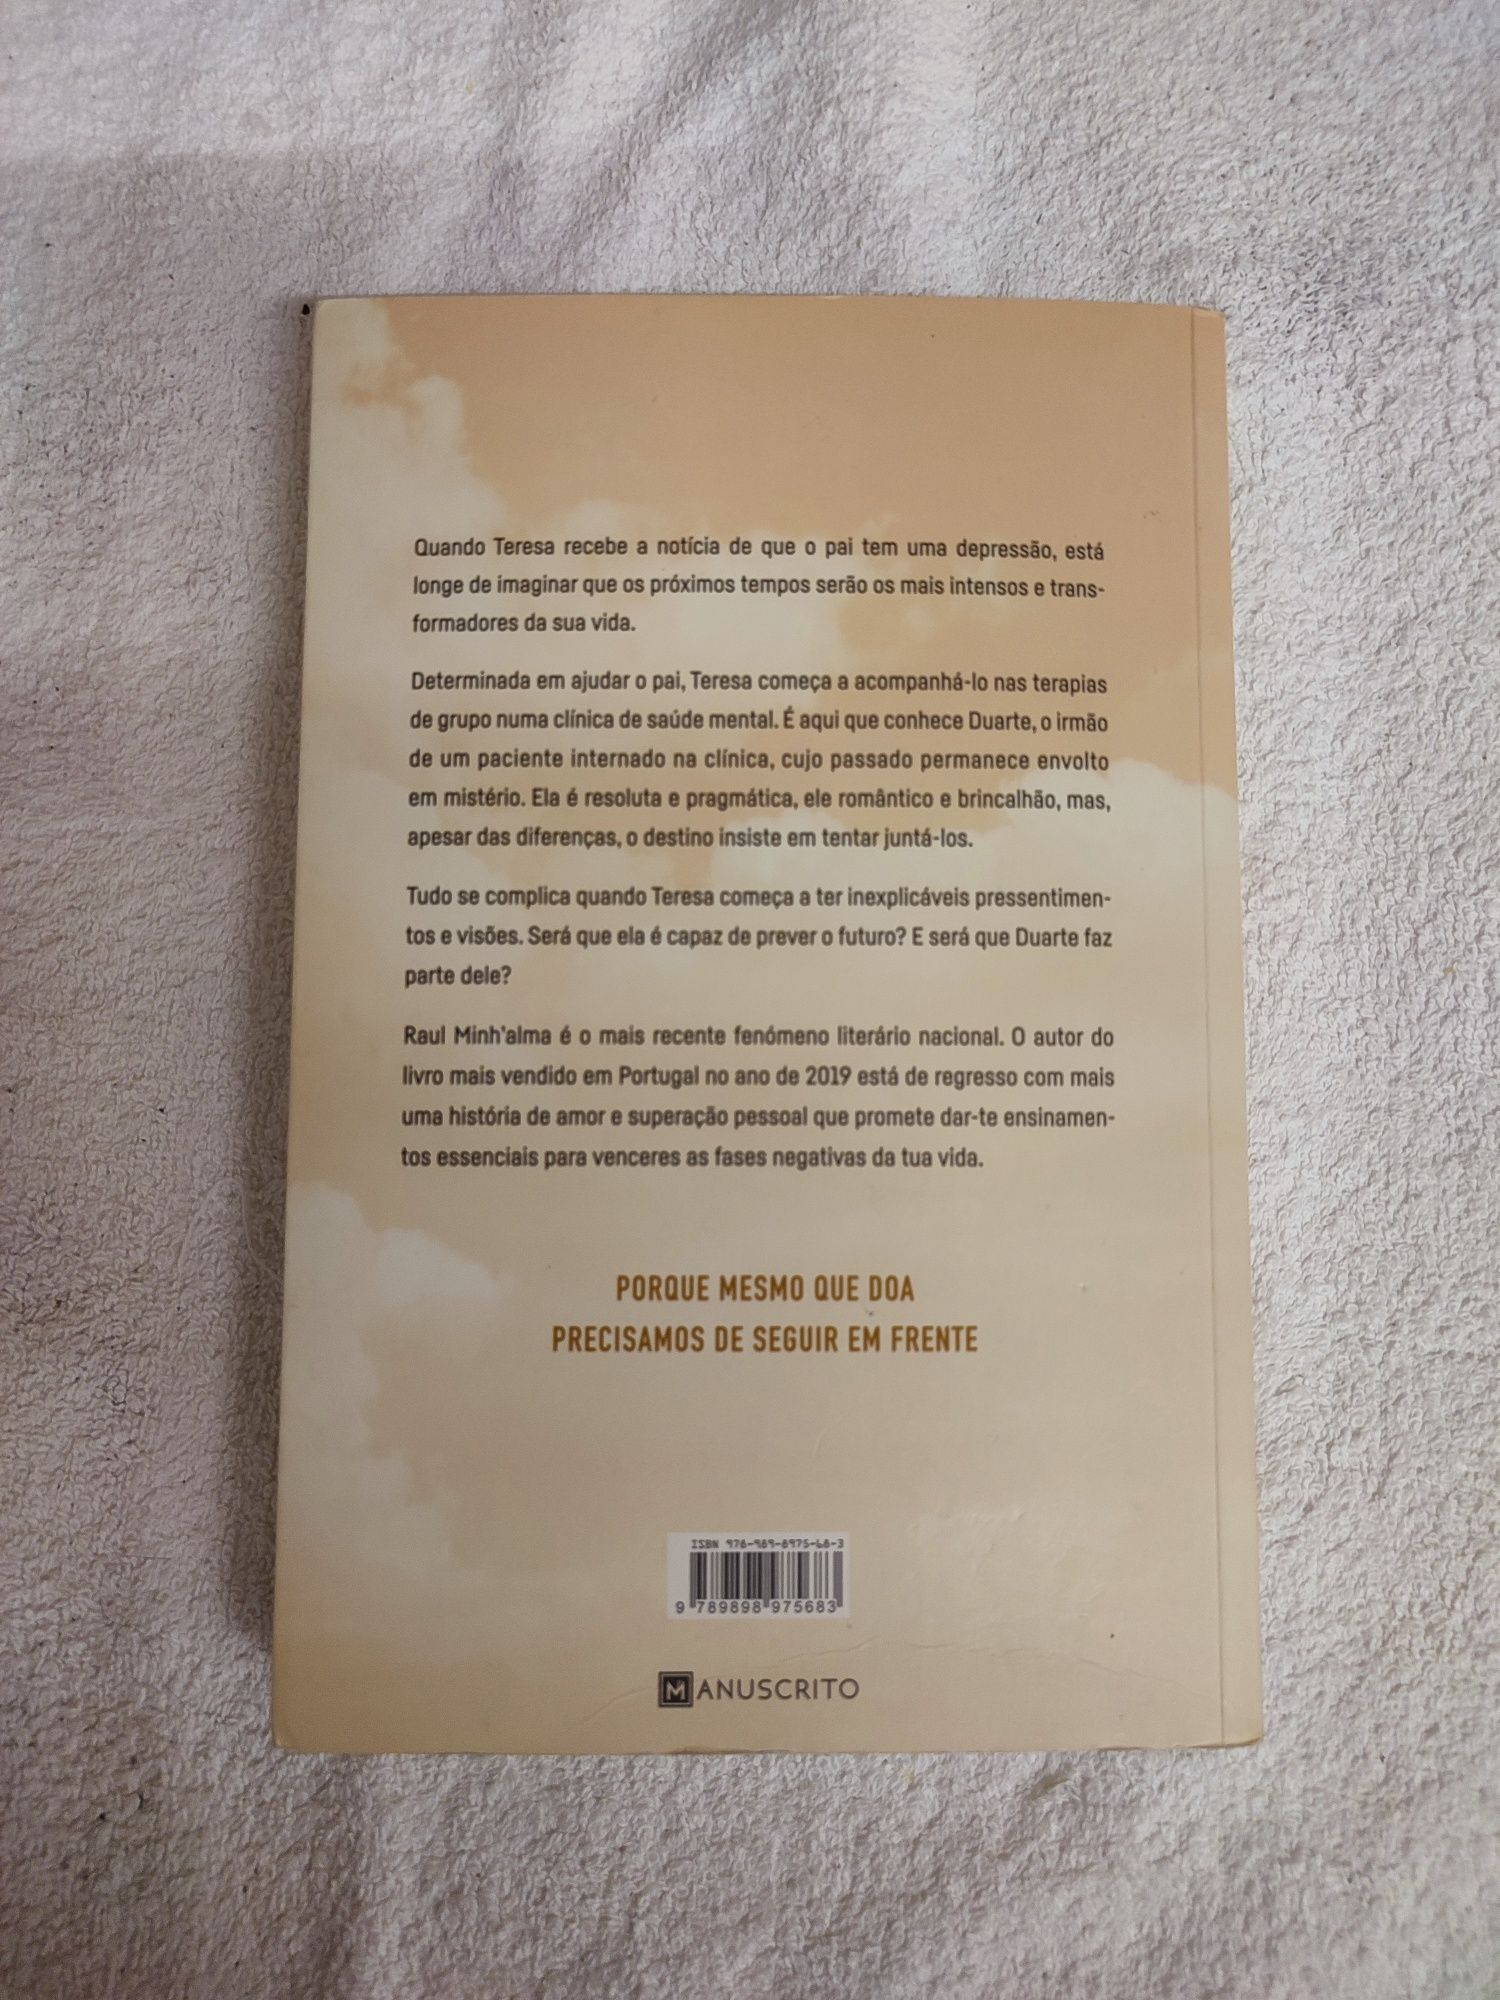 Quando Teresa recebe a notícia de que o pai tem uma depressão, está
longe de imaginar que os próximos tempos serão os mais intensos e trans-
formadores da sua vida.
Determinada em ajudar o pai, Teresa começa a acompanhá-lo nas terapias
de grupo numa clínica de saúde mental. É aqui que conhece Duarte, o irmão
de um paciente internado na clínica, cujo passado permanece envolto
em mistério. Ela é resoluta e pragmática, ele romântico e brincalhão, mas,
apesar das diferenças, o destino insiste em tentar juntá-los.
Tudo se complica quando Teresa começa a ter inexplicáveis pressentimen-
tos e visões. Será que ela é capaz de prever o futuro? E será que Duarte faz
parte dele?
Raul Minh'alma é o mais recente fenómeno literário nacional. O autor do
livro mais vendido em Portugal no ano de 2019 está de regresso com mais
uma história de amor e superação pessoal que promete dar-te ensinamen-
tos essenciais para venceres as fases negativas da tua vida.
PORQUE MESMO QUE DOA
PRECISAMOS DE SEGUIR EM FRENTE
ISBN 978-989-8975-68-3
9 789898 975683
MANUSCRITO